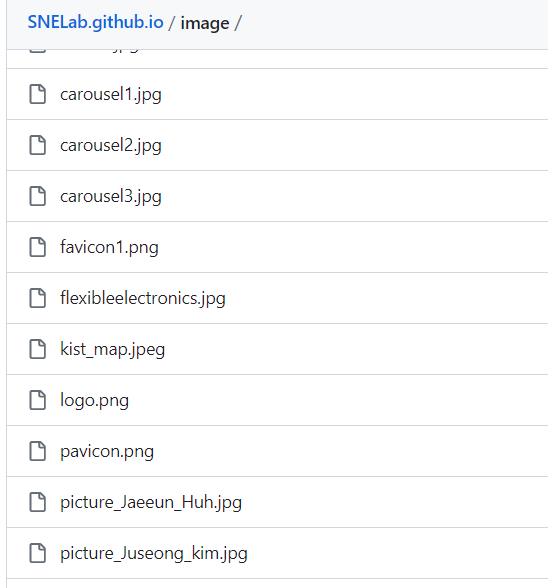 SNELab.github.io / image /
carousel1.jpg
carousel2.jpg
carousel3.jpg
favicon1.png
flexibleelectronics.jpg
kist_map.jpeg
logo.png
pavicon.png
picture_Jaeeun_Huh.jpg
picture_Juseong_kim.jpg